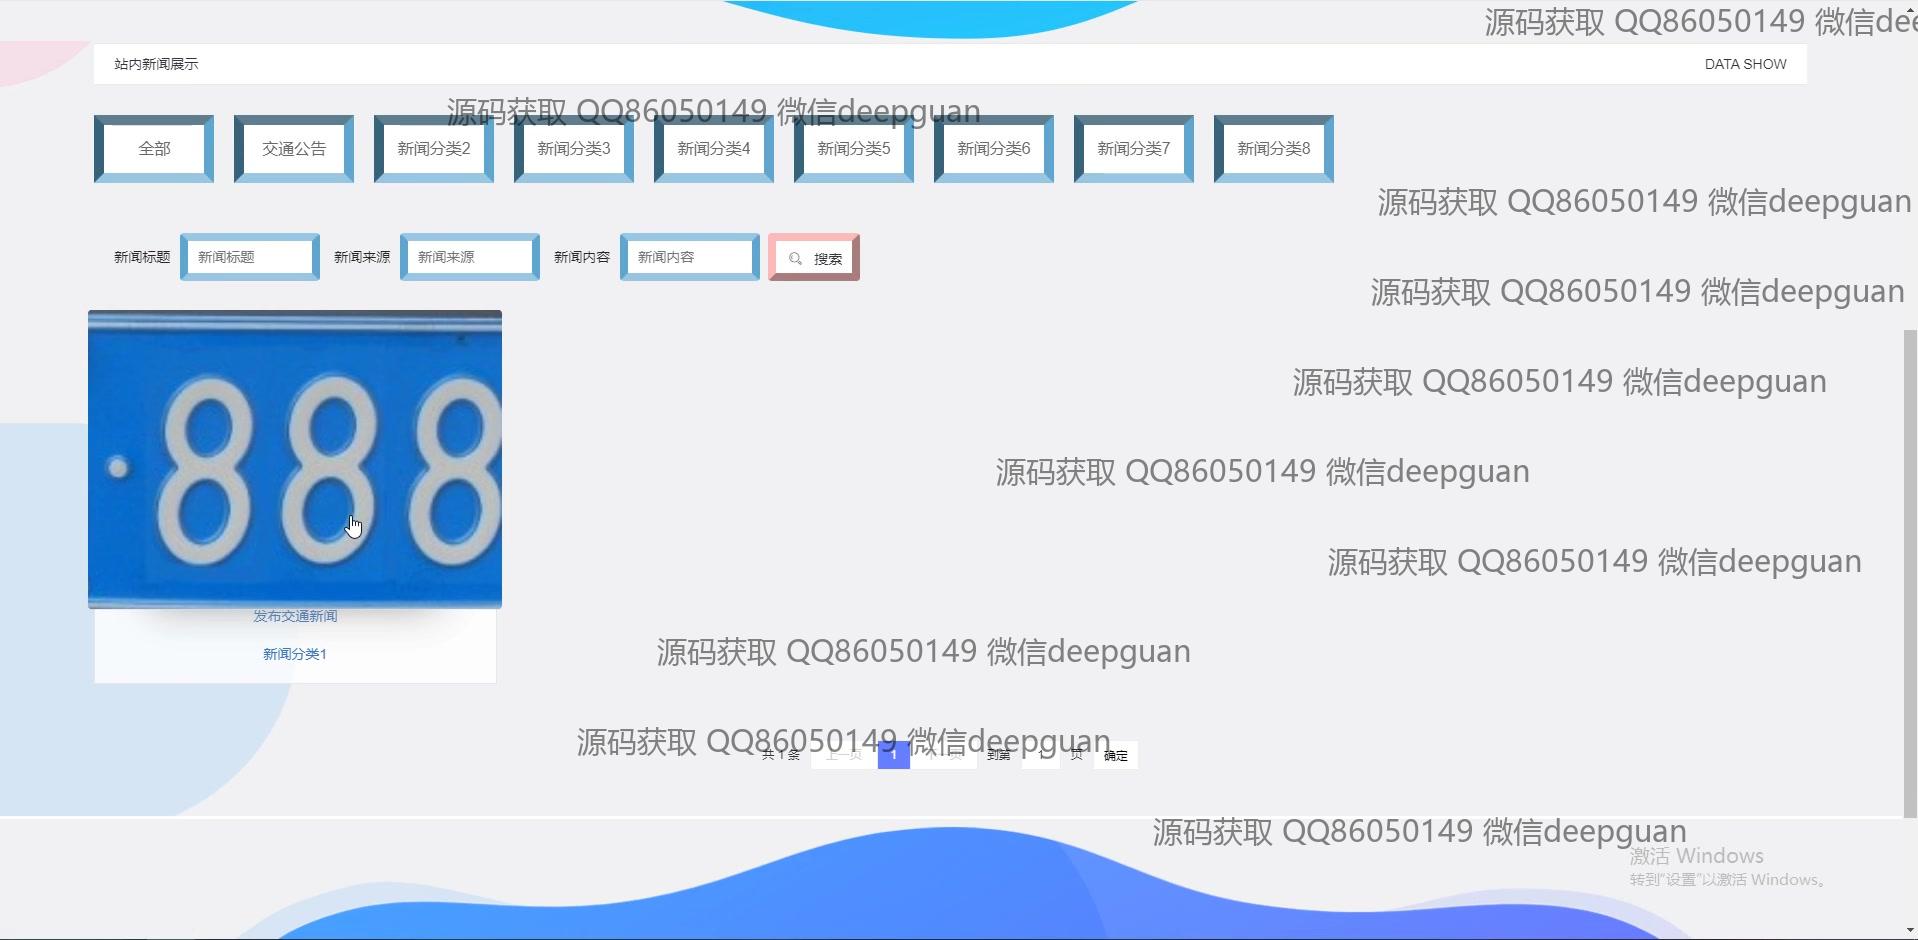 源码获取 QQ86050149 微信dee
站内新闻展示 DATA SHOW
源码获取 QQ86050149 微信deepguan
全部 交通公告 新闻分类2 新闻分类3 新闻分类4 新闻分类5 新闻分类6 新闻分类7 新闻分类8
源码获取 QQ86050149 微信deepguan
新闻标题 新闻标题 新闻来源 新闻来源 新闻内容 新闻内容 搜索
源码获取 QQ86050149 微信deepguan
源码获取 QQ86050149 微信deepguan
888
源码获取 QQ86050149 微信deepguan
源码获取 QQ86050149 微信deepguan
发布交通新闻
新闻分类1
源码获取 QQ86050149 微信deepguan
源码获取 QQ86050149 微信deepguan
共 1 条 上一页 1 下一页 到第 1 页 确定
源码获取 QQ86050149 微信deepguan
激活 Windows
转到"设置"以激活 Windows。